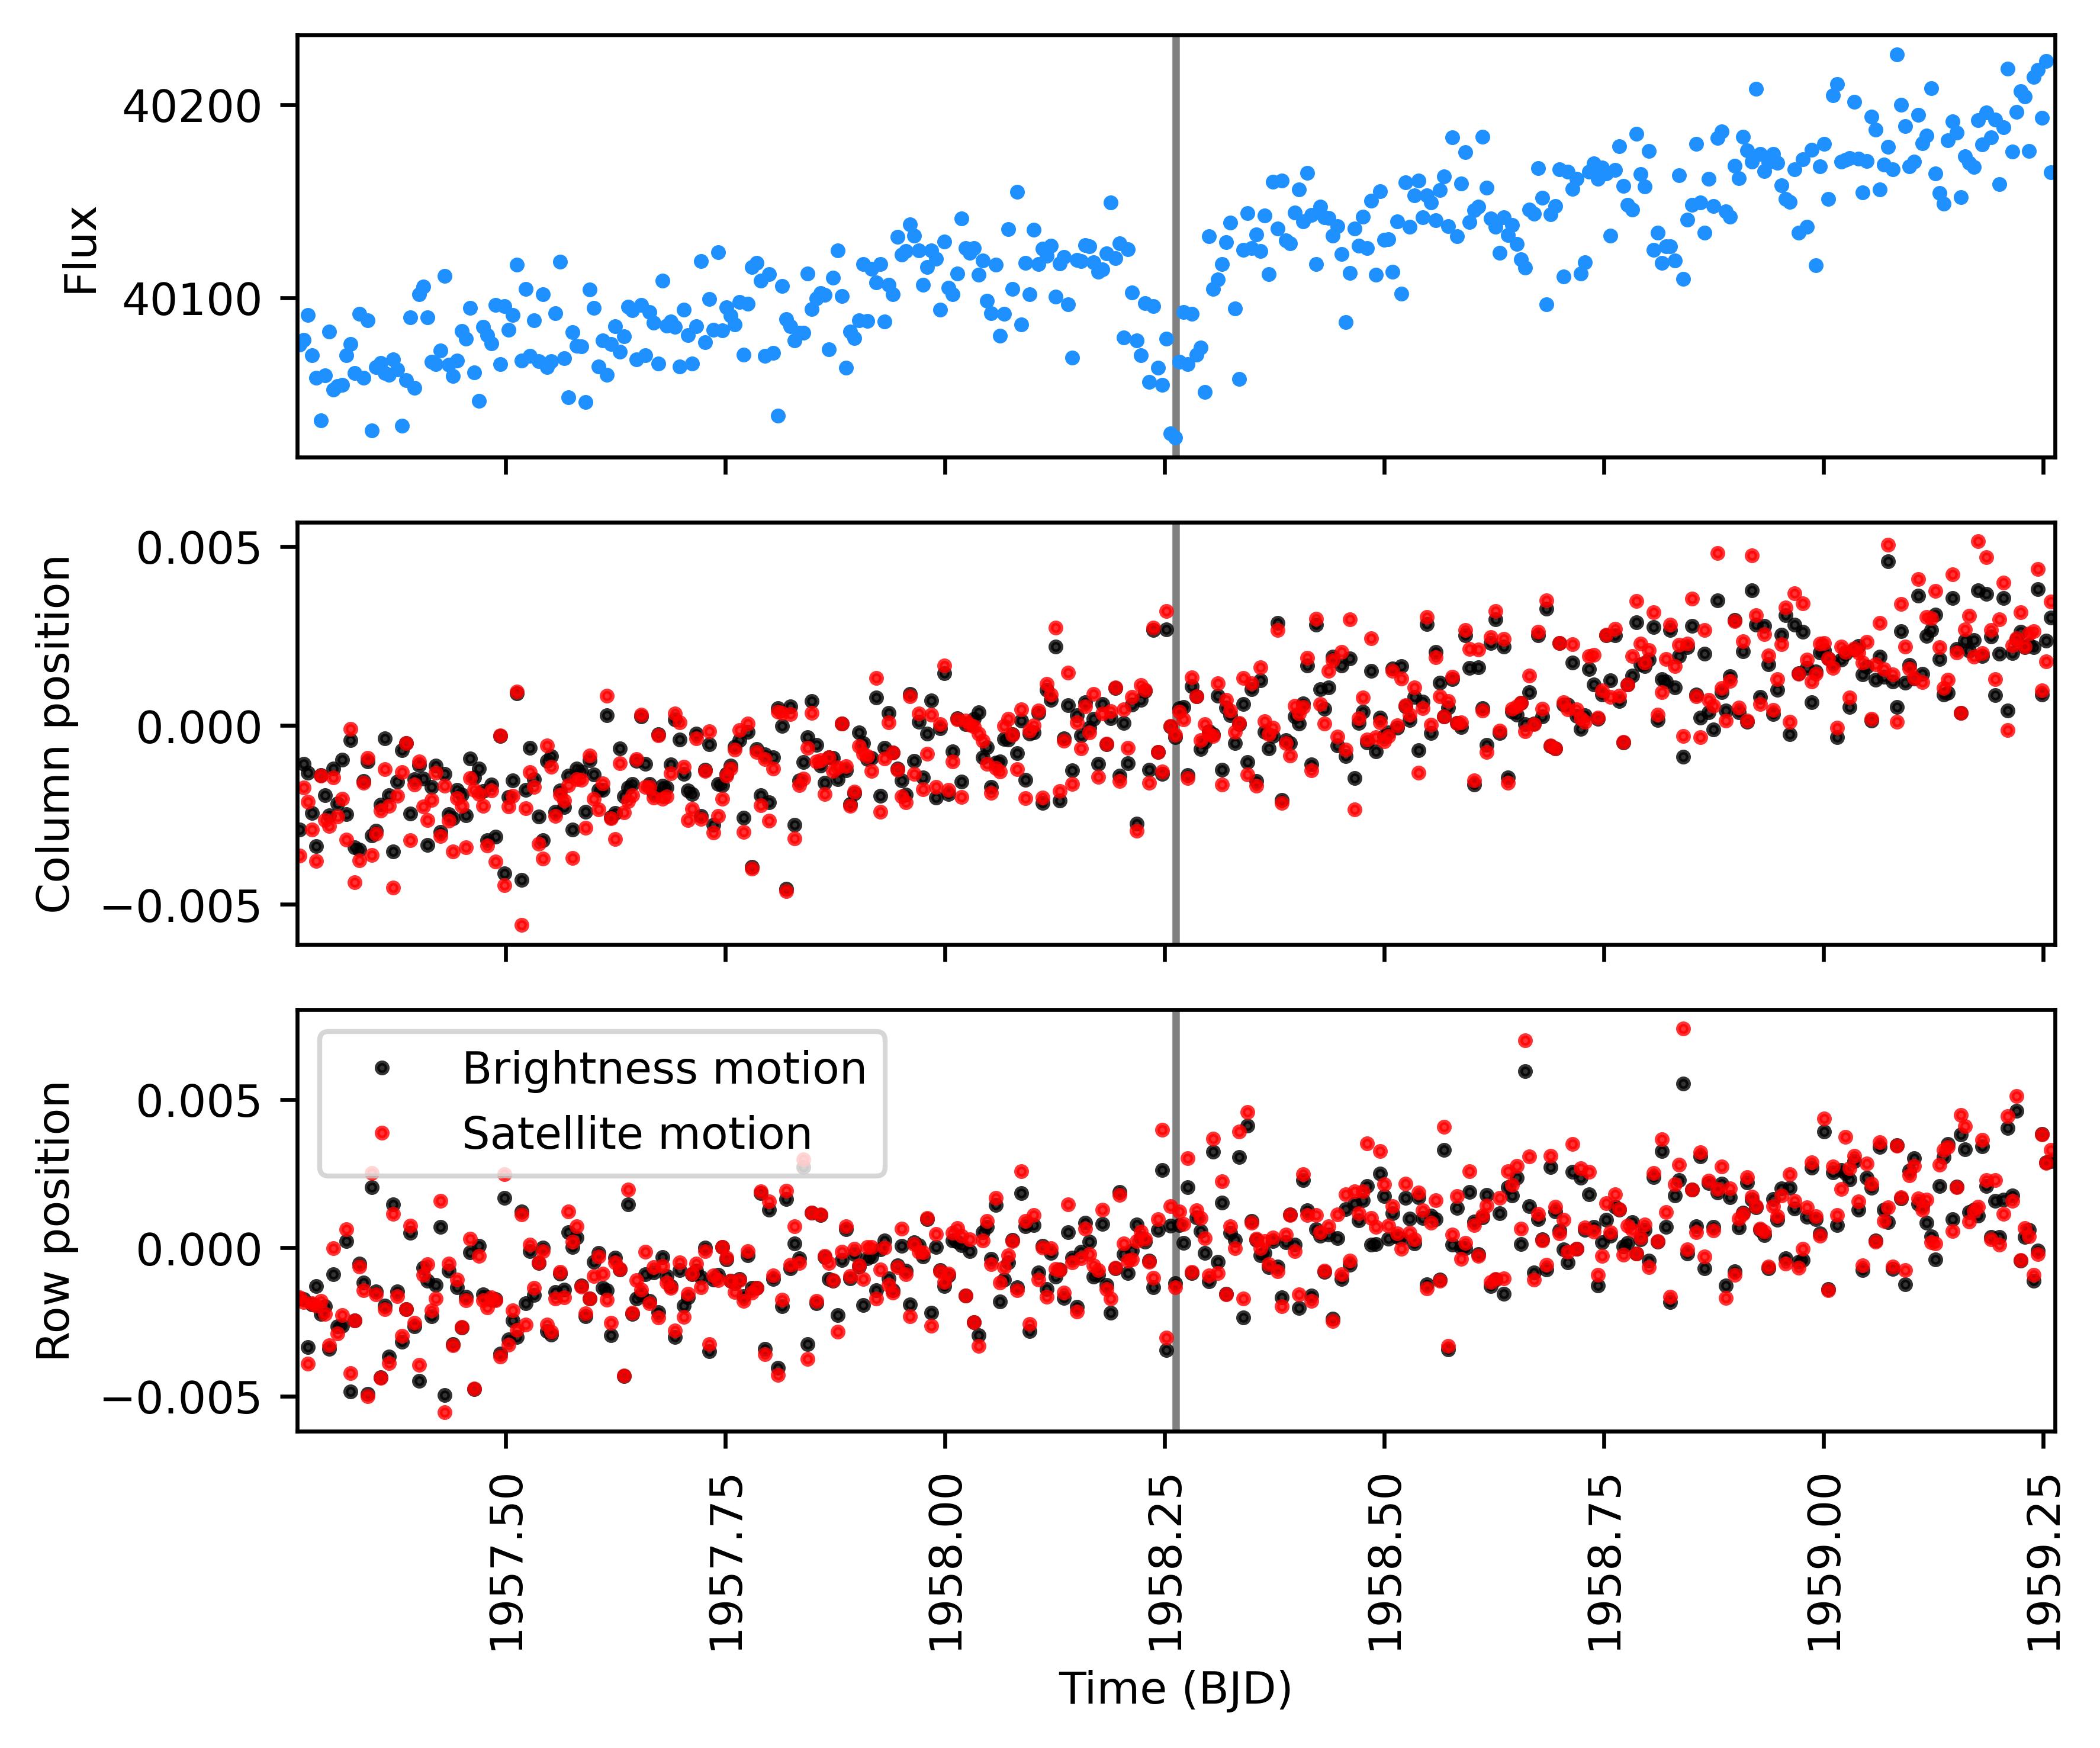 Flux
40200
40100
Column position
0.005
0.000
−0.005
Row position
0.005
0.000
−0.005
Brightness motion
Satellite motion
1957.50
1957.75
1958.00
1958.25
1958.50
1958.75
1959.00
1959.25
Time (BJD)